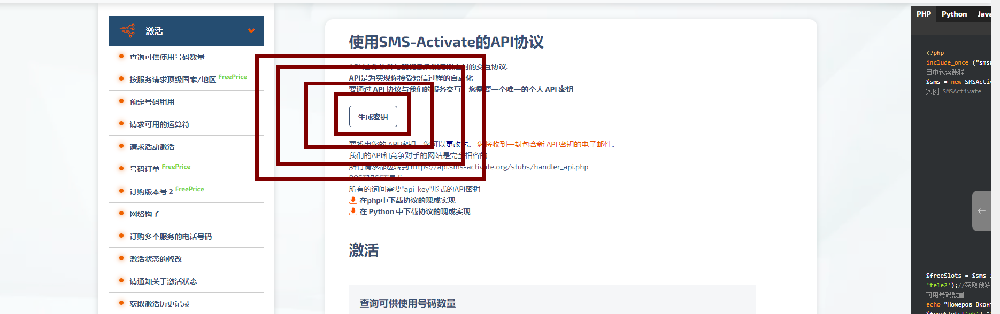 激活
查询可供使用号码数量
按服务请求顶级国家/地区 FreePrice
预定号码租用
请求可用的运算符
请求活动激活
号码订单 FreePrice
订购版本号 2 FreePrice
网络钩子
订购多个服务的电话号码
激活状态的修改
请通知关于激活状态
获取激活历史记录
使用SMS-Activate的API协议
API 是 你软件与我们激活服务器之间的交互协议.
API是为实现你接受短信过程的自动化
要通过 API 协议与我们的服务交互，您需要一个唯一的个人 API 密钥
生成密钥
要找出您的 API 密钥，您可以更改它。 您将收到一封包含新 API 密钥的电子邮件。
我们的API和竞争对手的网站是完全相容的
所有请求都应转到 https://api.sms-activate.org/stubs/handler_api.php
POST和GET请求
所有的询问需要"api_key"形式的API密钥
在php中下载协议的现成实现
在 Python 中下载协议的现成实现
激活
查询可供使用号码数量
PHP Python Java
<?php
include_once ("smsa
目中包含课程
$sms = new SMSActiv
实例 SMSActivate
$freeSlots = $sms-
'tele2');//获取俄罗
可用号码数量
echo "Номеров Вконт
$freeSlots['vk'].